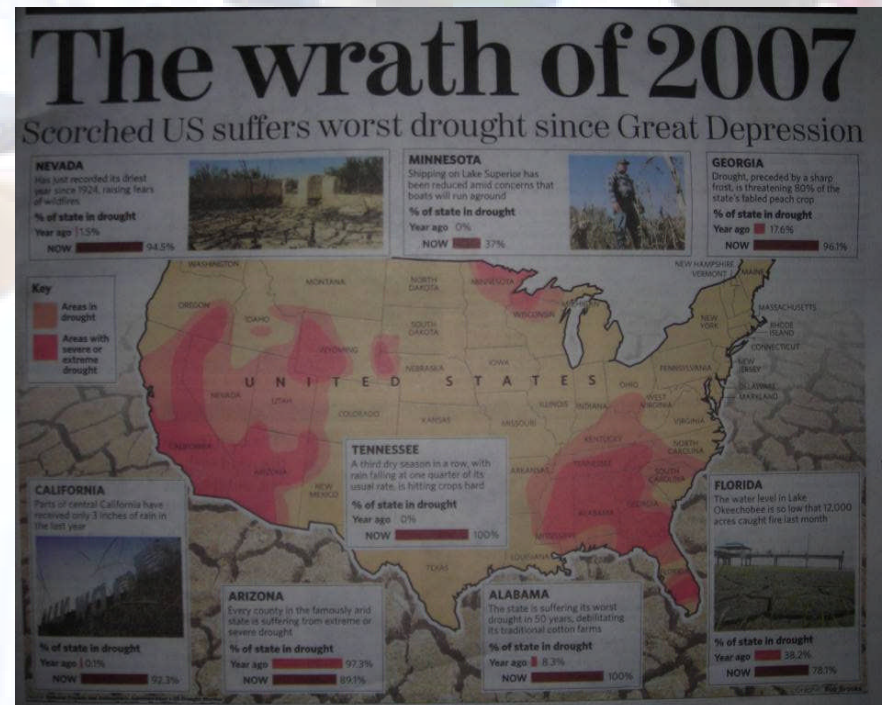 The wrath of 2007
Scorched US suffers worst drought since Great Depression
NEVADA
Has just recorded its driest
year since 1924, raising fears
of wildfires
% of state in drought
Year ago 11.5%
NOW 94.5%
MINNESOTA
Shipping on Lake Superior has
been reduced amid concerns that
boats will run aground
% of state in drought
Year ago 0%
NOW 37%
GEORGIA
Drought, preceded by a sharp
frost, is threatening 80% of the
state's fabled peach crop
% of state in drought
Year ago 17.6%
NOW 96.1%
Key
Areas in
drought
Areas with
severe or
extreme
drought
WASHINGTON
MONTANA
NORTH
DAKOTA
MINNESOTA
NEW HAMPSHIRE
VERMONT
MAINE
OREGON
IDAHO
SOUTH
DAKOTA
WISCONSIN
MICHIGAN
NEW
YORK
MASSACHUSETTS
RHODE
ISLAND
CONNECTICUT
WYOMING
NEBRASKA
IOWA
PENNSYLVANIA
NEW
JERSEY
UNITED STATES
NEVADA
UTAH
COLORADO
KANSAS
MISSOURI
ILLINOIS
INDIANA
OHIO
WEST
VIRGINIA
VIRGINIA
DELAWARE
MARYLAND
KENTUCKY
NORTH
CAROLINA
CALIFORNIA
ARIZONA
NEW
MEXICO
ARKANSAS
TENNESSEE
SOUTH
CAROLINA
MISSISSIPPI
ALABAMA
GEORGIA
TEXAS
LOUISIANA
TENNESSEE
A third dry season in a row, with
rain falling at one quarter of its
usual rate, is hitting crops hard
% of state in drought
Year ago 0%
NOW 100%
CALIFORNIA
Parts of central California have
received only 3 inches of rain in
the last year
% of state in drought
Year ago 0.1%
NOW 92.3%
ARIZONA
Every county in the famously arid
state is suffering from extreme or
severe drought
% of state in drought
Year ago 97.3%
NOW 89.1%
ALABAMA
The state is suffering its worst
drought in 50 years, debilitating
its traditional cotton farms
% of state in drought
Year ago 8.3%
NOW 100%
FLORIDA
The water level in Lake
Okeechobee is so low that 12,000
acres caught fire last month
% of state in drought
Year ago 38.2%
NOW 78.1%